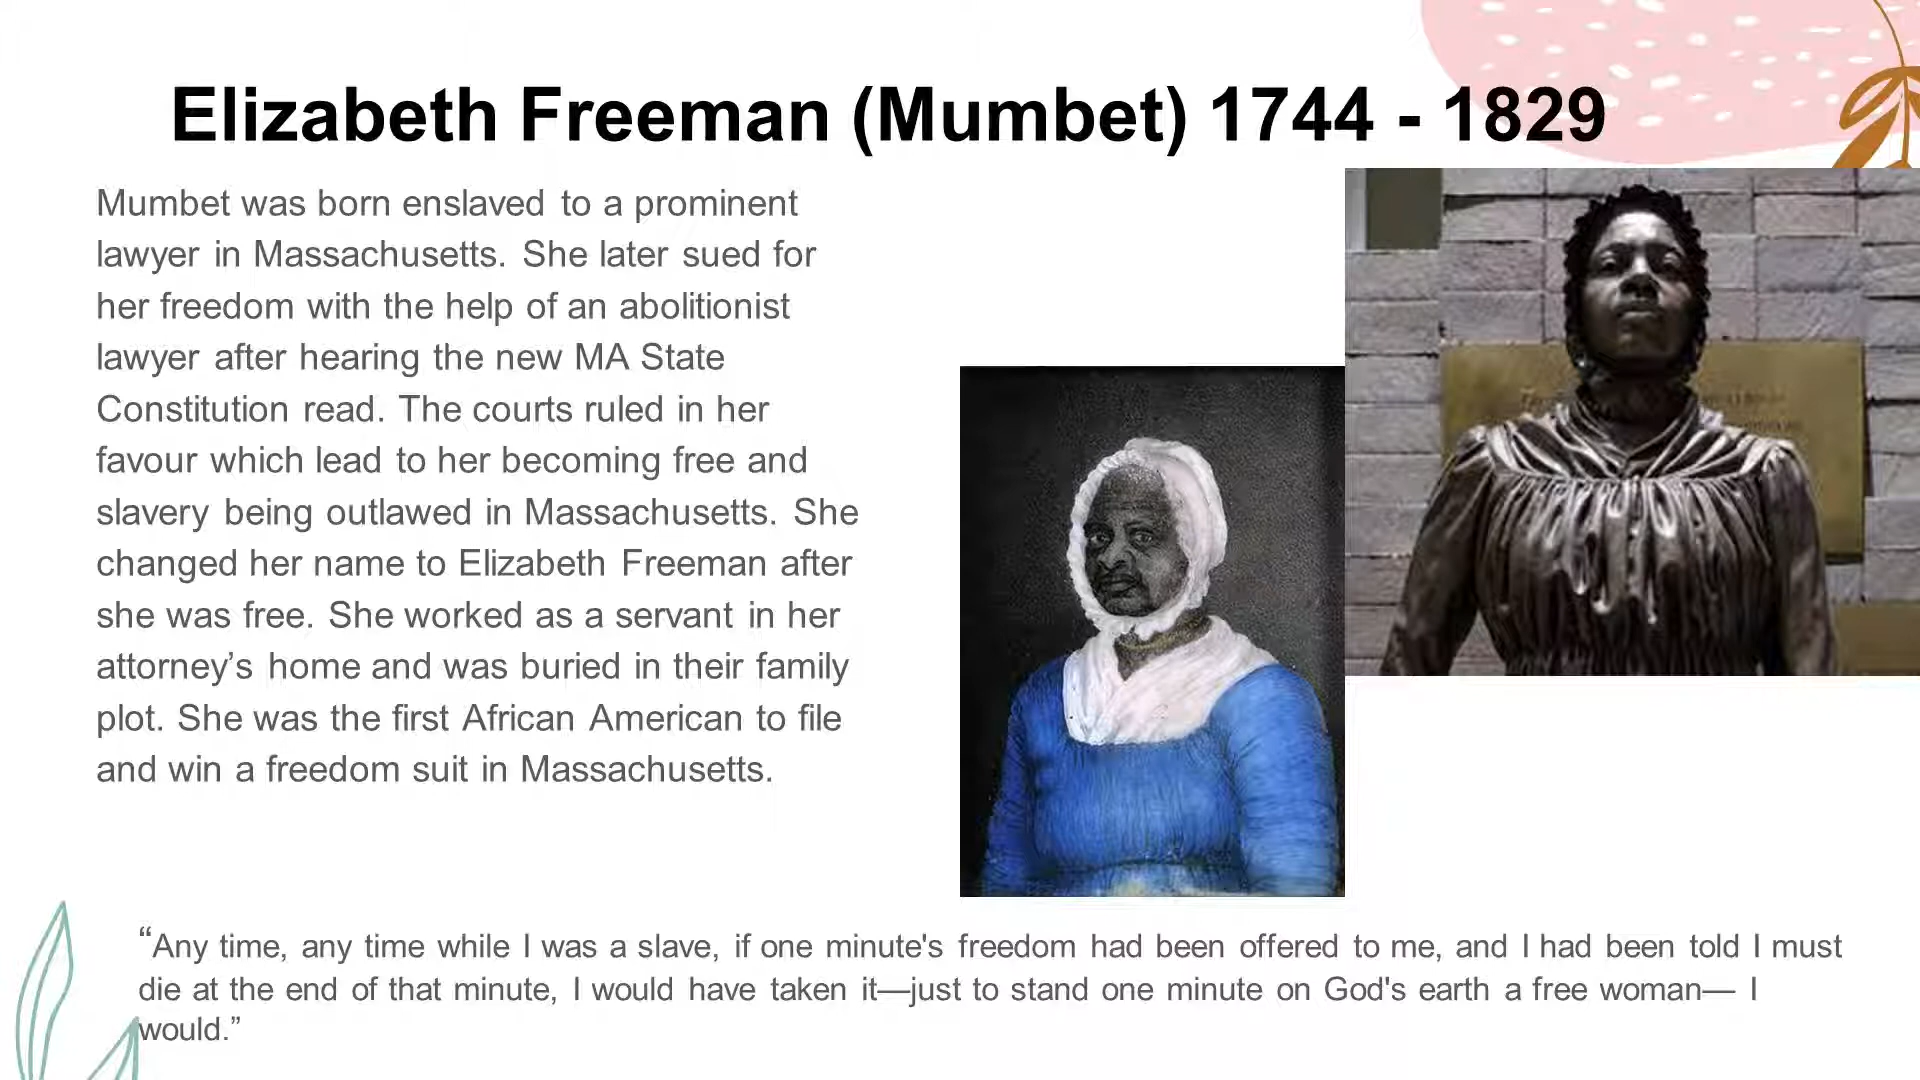 Elizabeth Freeman (Mumbet) 1744 - 1829
Mumbet was born enslaved to a prominent
lawyer in Massachusetts. She later sued for
her freedom with the help of an abolitionist
lawyer after hearing the new MA State
Constitution read. The courts ruled in her
favour which lead to her becoming free and
slavery being outlawed in Massachusetts. She
changed her name to Elizabeth Freeman after
she was free. She worked as a servant in her
attorney’s home and was buried in their family
plot. She was the first African American to file
and win a freedom suit in Massachusetts.
“Any time, any time while I was a slave, if one minute's freedom had been offered to me, and I had been told I must
die at the end of that minute, I would have taken it—just to stand one minute on God's earth a free woman— I
would.”